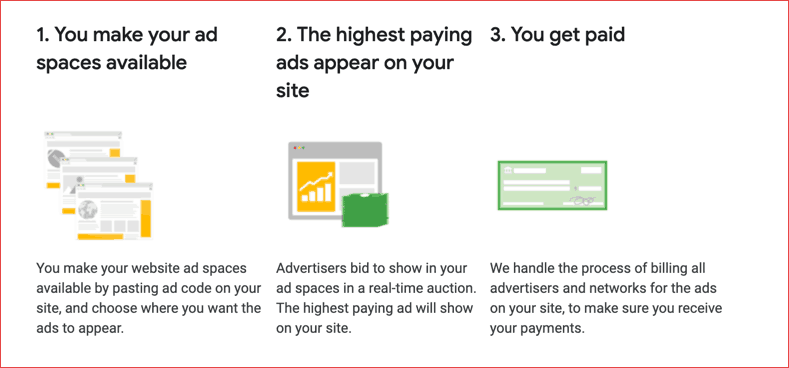 1. You make your ad
spaces available
2. The highest paying
ads appear on your
site
3. You get paid
You make your website ad spaces
available by pasting ad code on your
site, and choose where you want the
ads to appear.
Advertisers bid to show in your
ad spaces in a real-time auction.
The highest paying ad will show
on your site.
We handle the process of billing all
advertisers and networks for the ads
on your site, to make sure you receive
your payments.